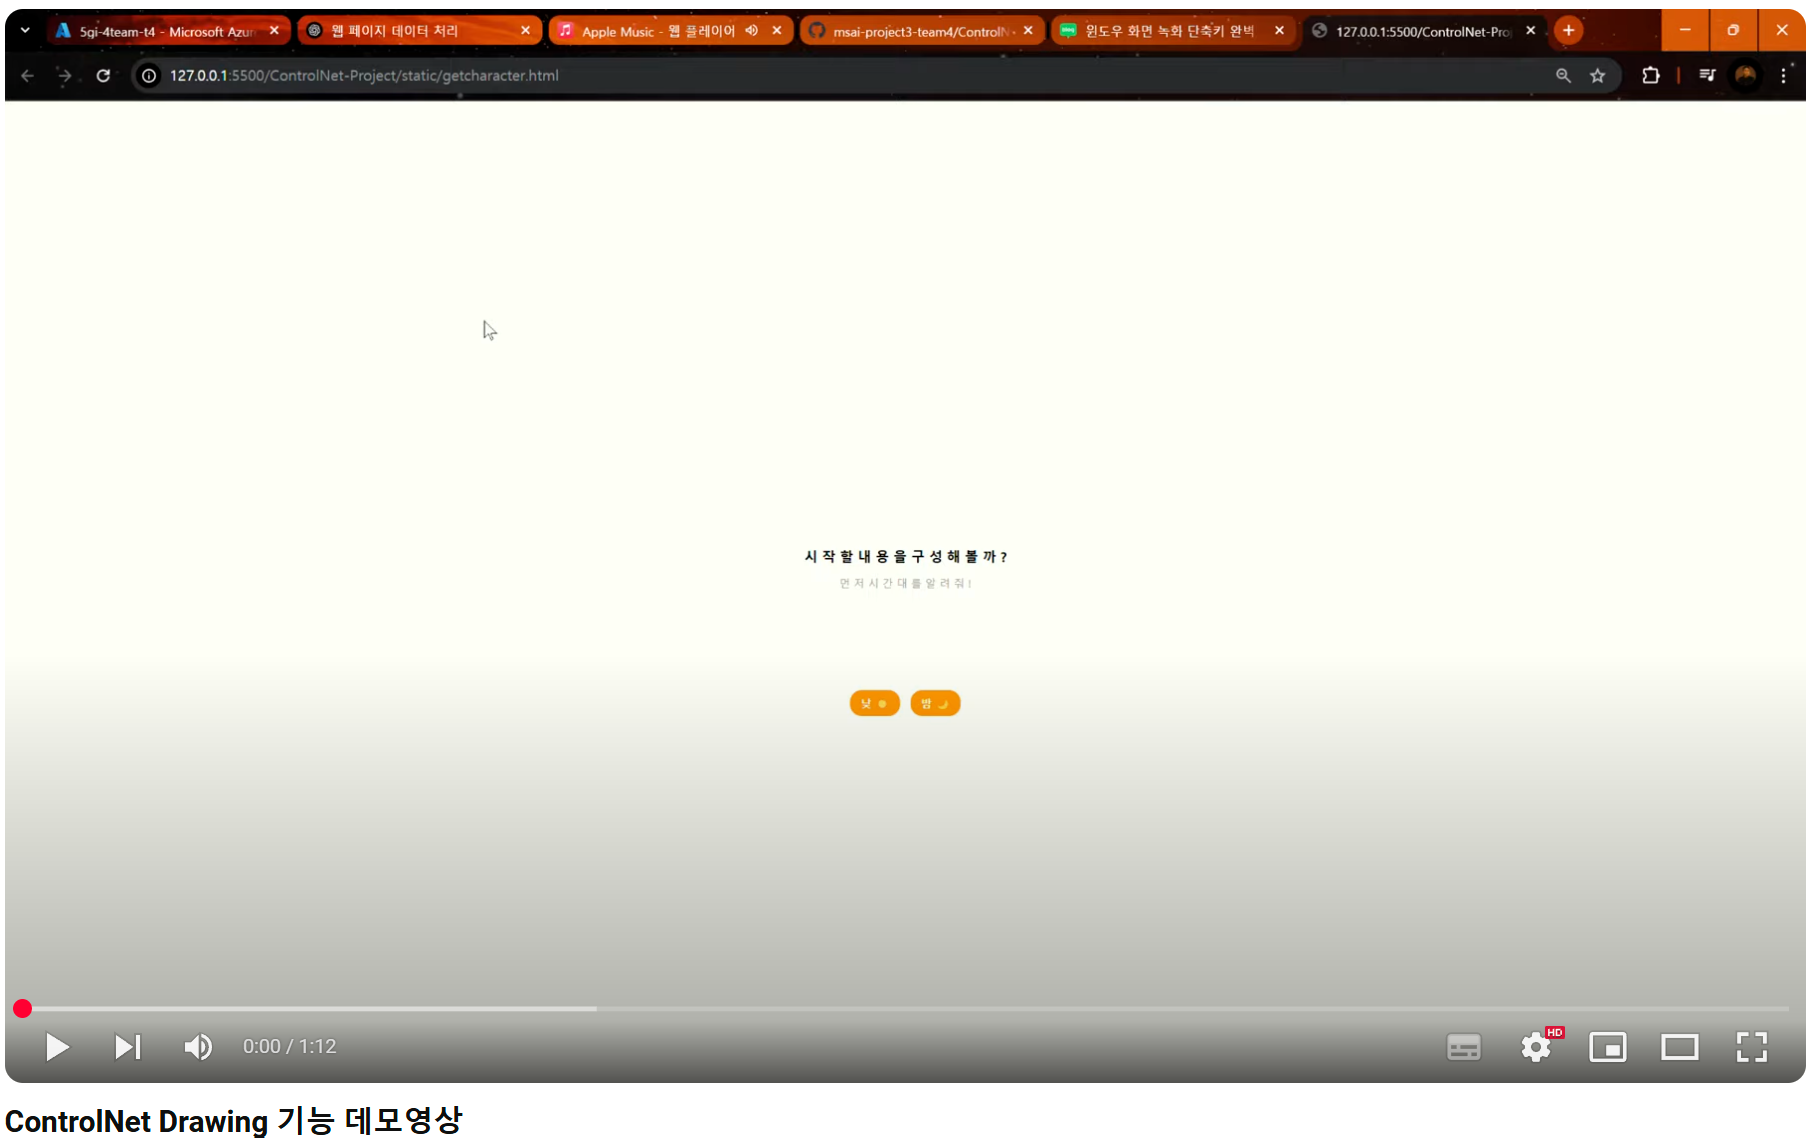 5gi-4team-t4 - Microsoft Azur
웹 페이지 데이터 처리
Apple Music - 웹 플레이어
msai-project3-team4/ControlN
윈도우 화면 녹화 단축키 완벽
127.0.0.1:5500/ControlNet-Proj
127.0.0.1:5500/ControlNet-Project/static/getcharacter.html
시작할내용을구성해볼까?
먼저시간대를알려줘!
낮
밤
0:00 / 1:12
HD
ControlNet Drawing 기능 데모영상